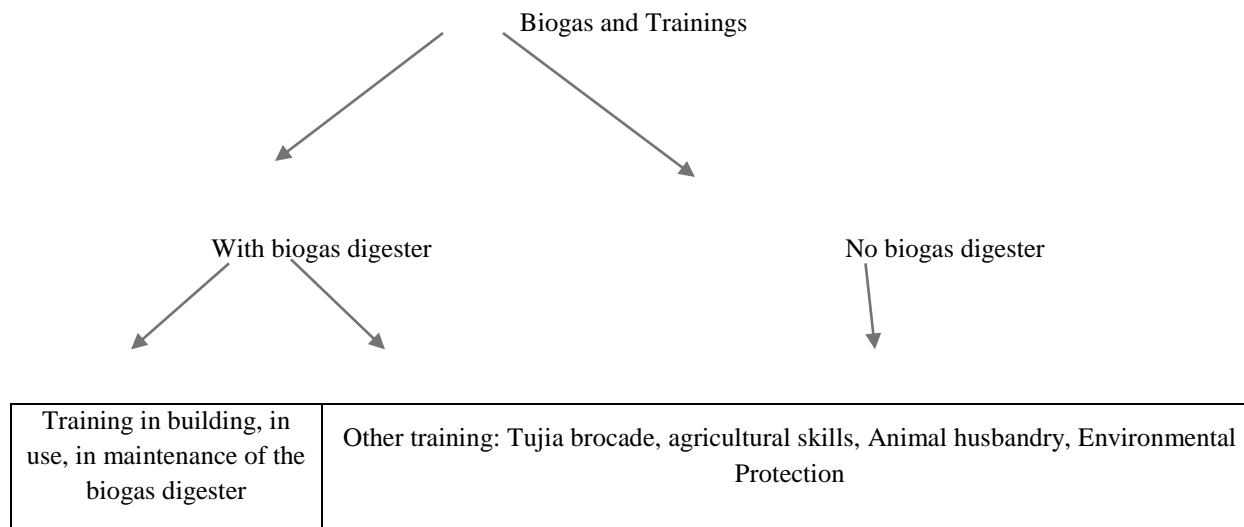 Biogas and Trainings
With biogas digester
No biogas digester
Training in building, in
use, in maintenance of the
biogas digester
Other training: Tujia brocade, agricultural skills, Animal husbandry, Environmental
Protection